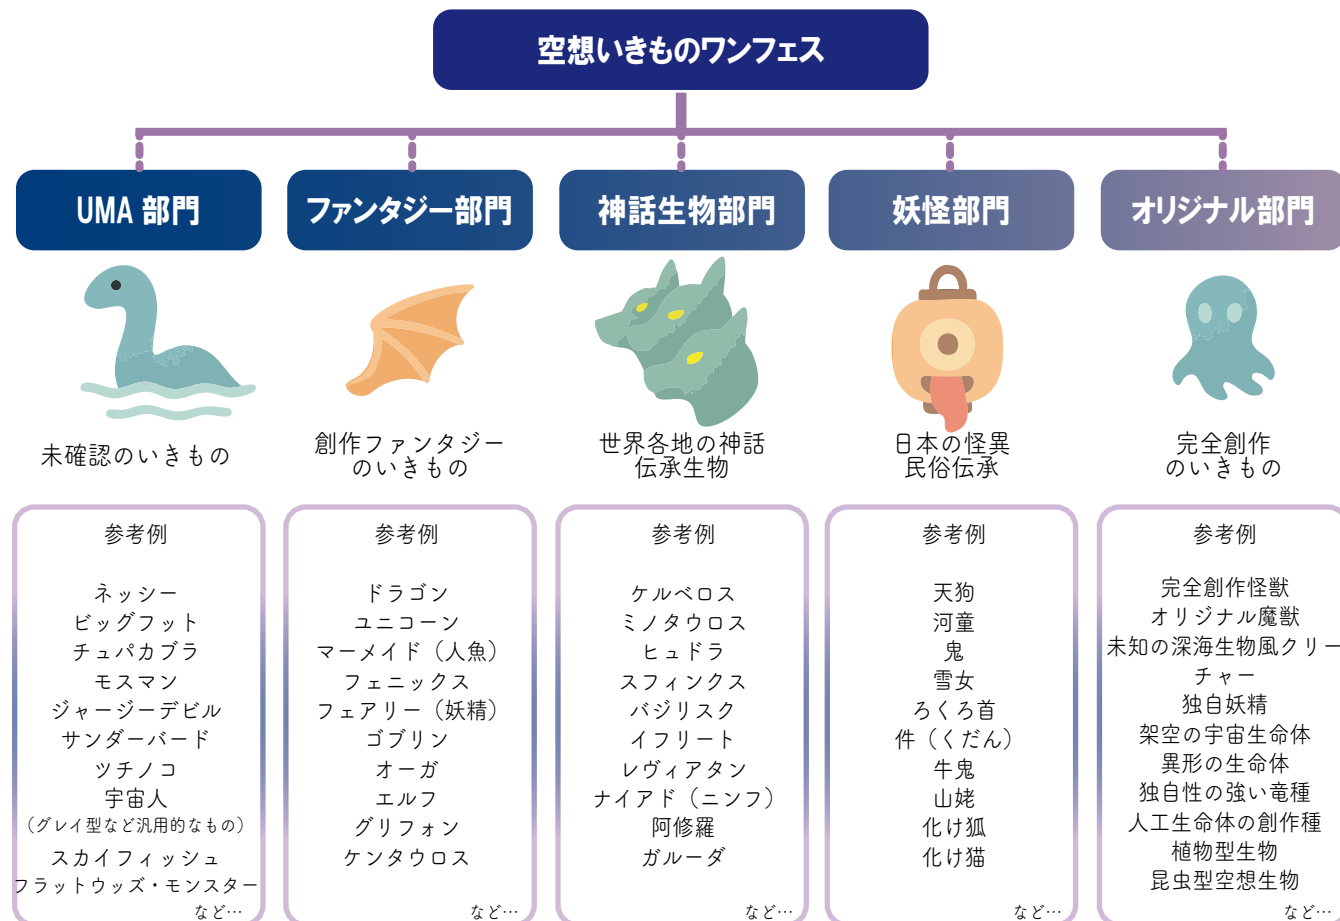 空想いきものワンフェス
UMA 部門
ファンタジー部門
神話生物部門
妖怪部門
オリジナル部門
未確認のいきもの
創作ファンタジー
のいきもの
世界各地の神話
伝承生物
日本の怪異
民俗伝承
完全創作
のいきもの
参考例
ネッシー
ビッグフット
チュパカブラ
モスマン
ジャージーデビル
サンダーバード
ツチノコ
宇宙人
（グレイ型など汎用的なもの）
スカイフィッシュ
フラットウッズ・モンスター
など…
参考例
ドラゴン
ユニコーン
マーメイド（人魚）
フェニックス
フェアリー（妖精）
ゴブリン
オーガ
エルフ
グリフォン
ケンタウロス
など…
参考例
ケルベロス
ミノタウロス
ヒュドラ
スフィンクス
バジリスク
イフリート
レヴィアタン
ナイアド（ニンフ）
阿修羅
ガルーダ
など…
参考例
天狗
河童
鬼
雪女
ろくろ首
件（くだん）
牛鬼
山姥
化け狐
化け猫
など…
参考例
完全創作怪獣
オリジナル魔獣
未知の深海生物風クリー
チャー
独自妖精
架空の宇宙生命体
異形の生命体
独自性の強い竜種
人工生命体の創作種
植物型生物
昆虫型空想生物
など…